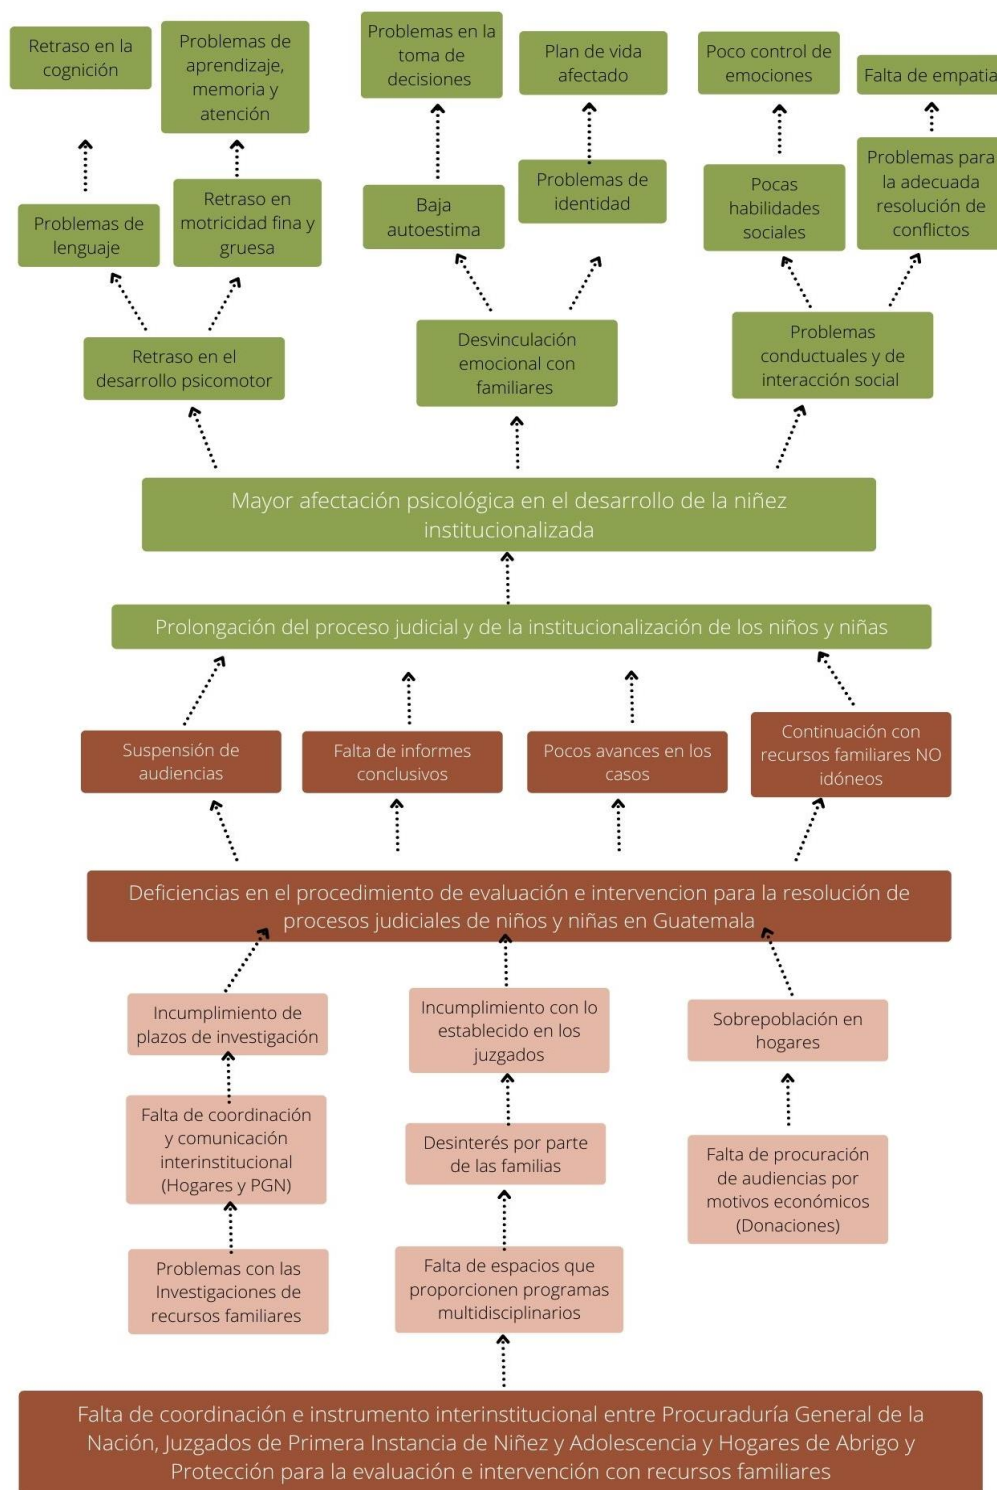 Retraso en la
cognición
Problemas de
aprendizaje,
memoria y
atención
Problemas en la
toma de
decisiones
Plan de vida
afectado
Poco control de
emociones
Falta de empatia
Problemas de
lenguaje
Retraso en
motricidad fina y
gruesa
Baja
autoestima
Problemas de
identidad
Pocas
habilidades
sociales
Problemas para
la adecuada
resolución de
conflictos
Retraso en el
desarrollo psicomotor
Desvinculación
emocional con
familiares
Problemas
conductuales y de
interacción social
Mayor afectación psicológica en el desarrollo de la niñez
institucionalizada
Prolongación del proceso judicial y de la institucionalización de los niños y niñas
Suspensión de
audiencias
Falta de informes
conclusivos
Pocos avances en los
casos
Continuación con
recursos familiares NO
idóneos
Deficiencias en el procedimiento de evaluación e intervencion para la resolución de
procesos judiciales de niños y niñas en Guatemala
Incumplimiento de
plazos de investigación
Incumplimiento con lo
establecido en los
juzgados
Sobrepoblación en
hogares
Falta de coordinación
y comunicación
interinstitucional
(Hogares y PGN)
Desinterés por parte
de las familias
Falta de procuración
de audiencias por
motivos económicos
(Donaciones)
Problemas con las
Investigaciones de
recursos familiares
Falta de espacios que
proporcionen programas
multidisciplinarios
Falta de coordinación e instrumento interinstitucional entre Procuraduría General de la
Nación, Juzgados de Primera Instancia de Niñez y Adolescencia y Hogares de Abrigo y
Protección para la evaluación e intervención con recursos familiares